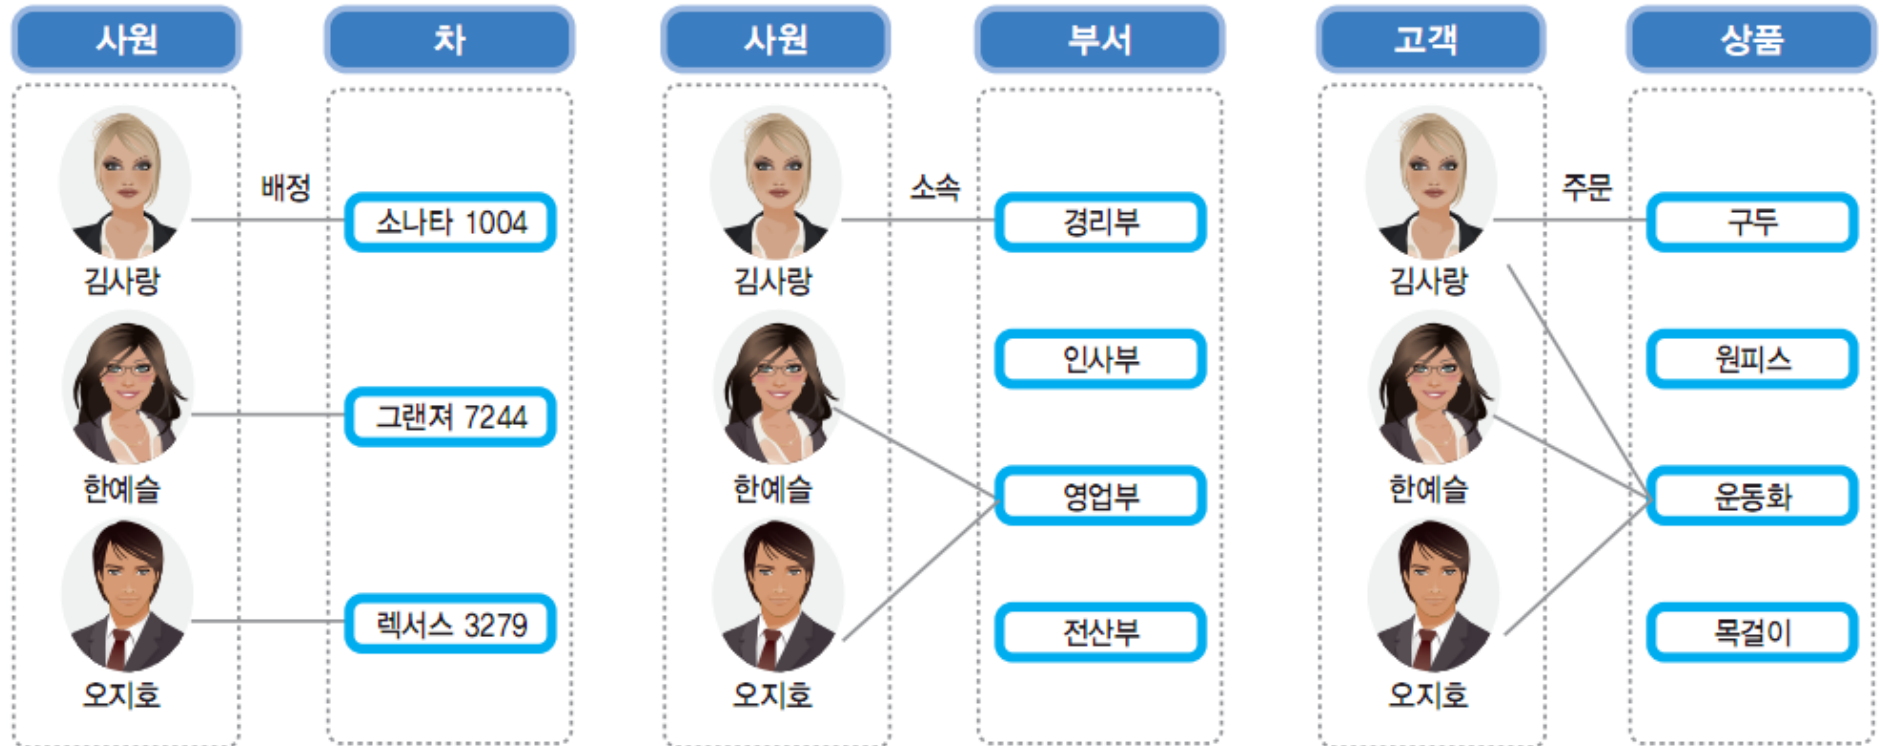 사원
차
배정
김사랑
한예슬
오지호
소나타 1004
그랜져 7244
렉서스 3279
사원
부서
소속
김사랑
한예슬
오지호
경리부
인사부
영업부
전산부
고객
상품
주문
김사랑
한예슬
오지호
구두
원피스
운동화
목걸이